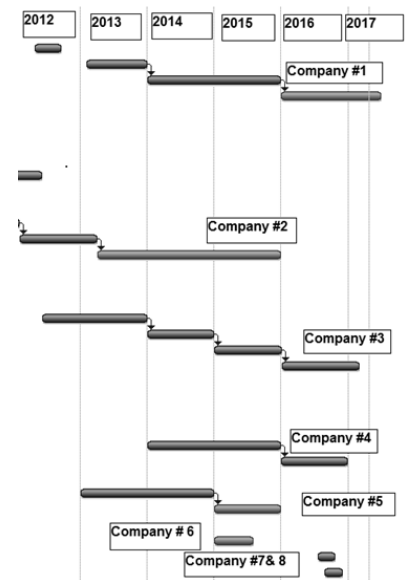 2012
2013
2014
2015
2016
2017
Company #1
Company #2
Company #3
Company #4
Company #5
Company # 6
Company #7& 8